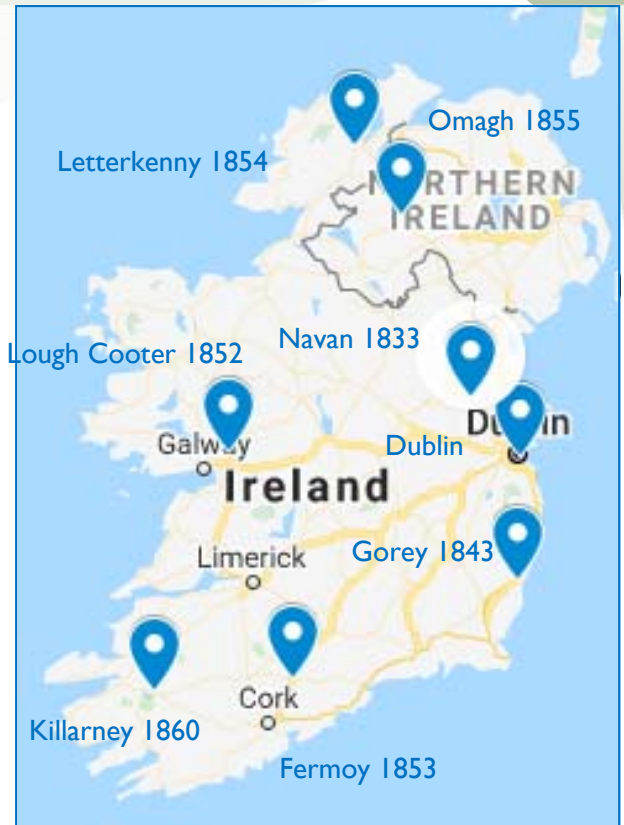 Omagh 1855
Letterkenny 1854
NORTHERN
IRELAND
Navan 1833
Lough Cooter 1852
Dublin
Galway
Dublin
Ireland
Gorey 1843
Limerick
Cork
Killarney 1860
Fermoy 1853